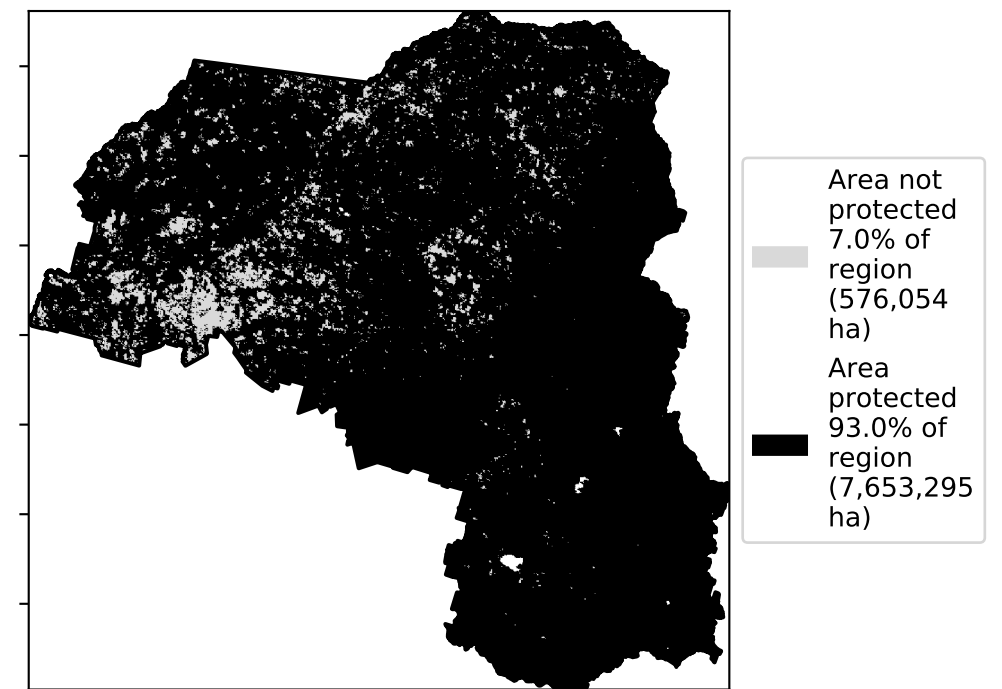 Area not
protected
7.0% of
region
(576,054
ha)
Area
protected
93.0% of
region
(7,653,295
ha)